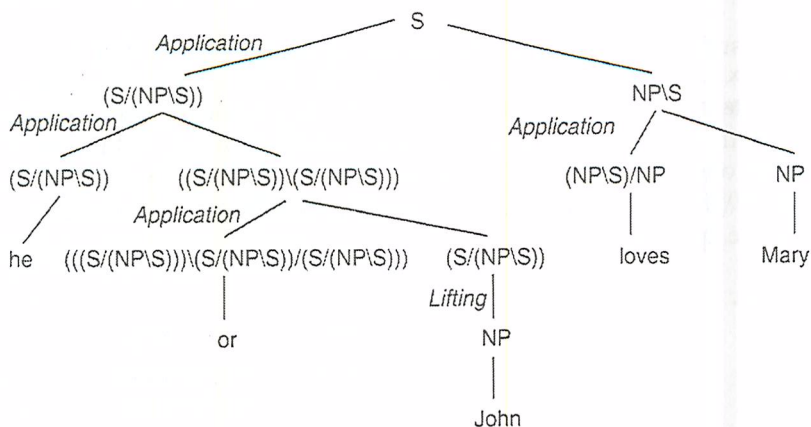 S
Application
(S/(NP\S)) NP\S
Application Application
(S/(NP\S)) ((S/(NP\S))\(S/(NP\S))) (NP\S)/NP NP
Application
he (((S/(NP\S)))\(S/(NP\S))/(S/(NP\S))) (S/(NP\S)) loves Mary
Lifting
or NP
John